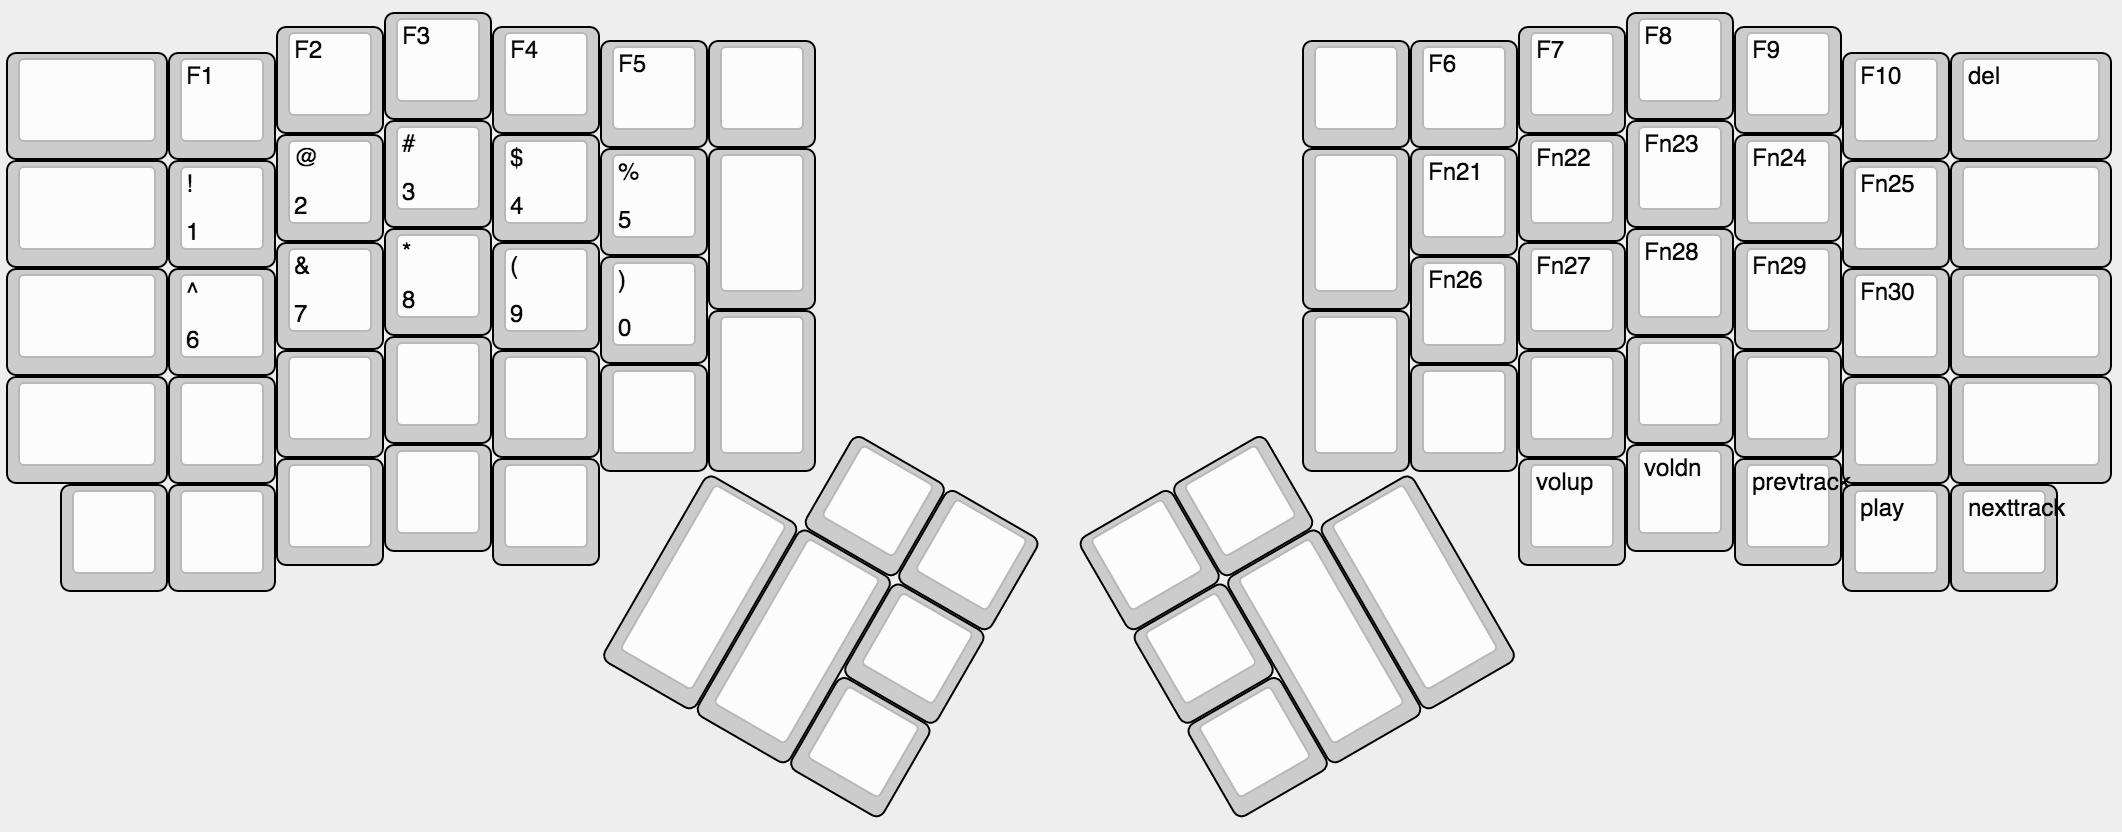 F1
F2
F3
F4
F5
!
1
@
2
#
3
$
4
%
5
^
6
&
7
*
8
(
9
)
0
F6
F7
F8
F9
F10
del
Fn21
Fn22
Fn23
Fn24
Fn25
Fn26
Fn27
Fn28
Fn29
Fn30
volup
voldn
prevtrack
play
nexttrack